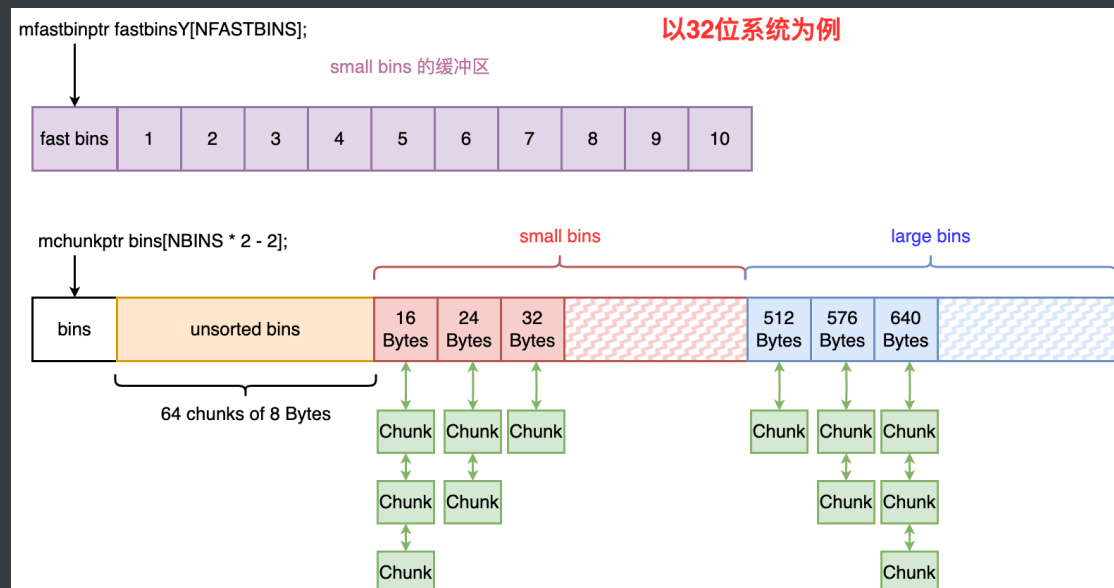 mfastbinptr fastbinsY[NFASTBINS];
以32位系统为例
small bins 的缓冲区
fast bins 1 2 3 4 5 6 7 8 9 10
mchunkptr bins[NBINS * 2 - 2];
small bins
large bins
bins
unsorted bins
16 Bytes
24 Bytes
32 Bytes
512 Bytes
576 Bytes
640 Bytes
64 chunks of 8 Bytes
Chunk Chunk Chunk Chunk Chunk Chunk
Chunk Chunk Chunk Chunk
Chunk Chunk